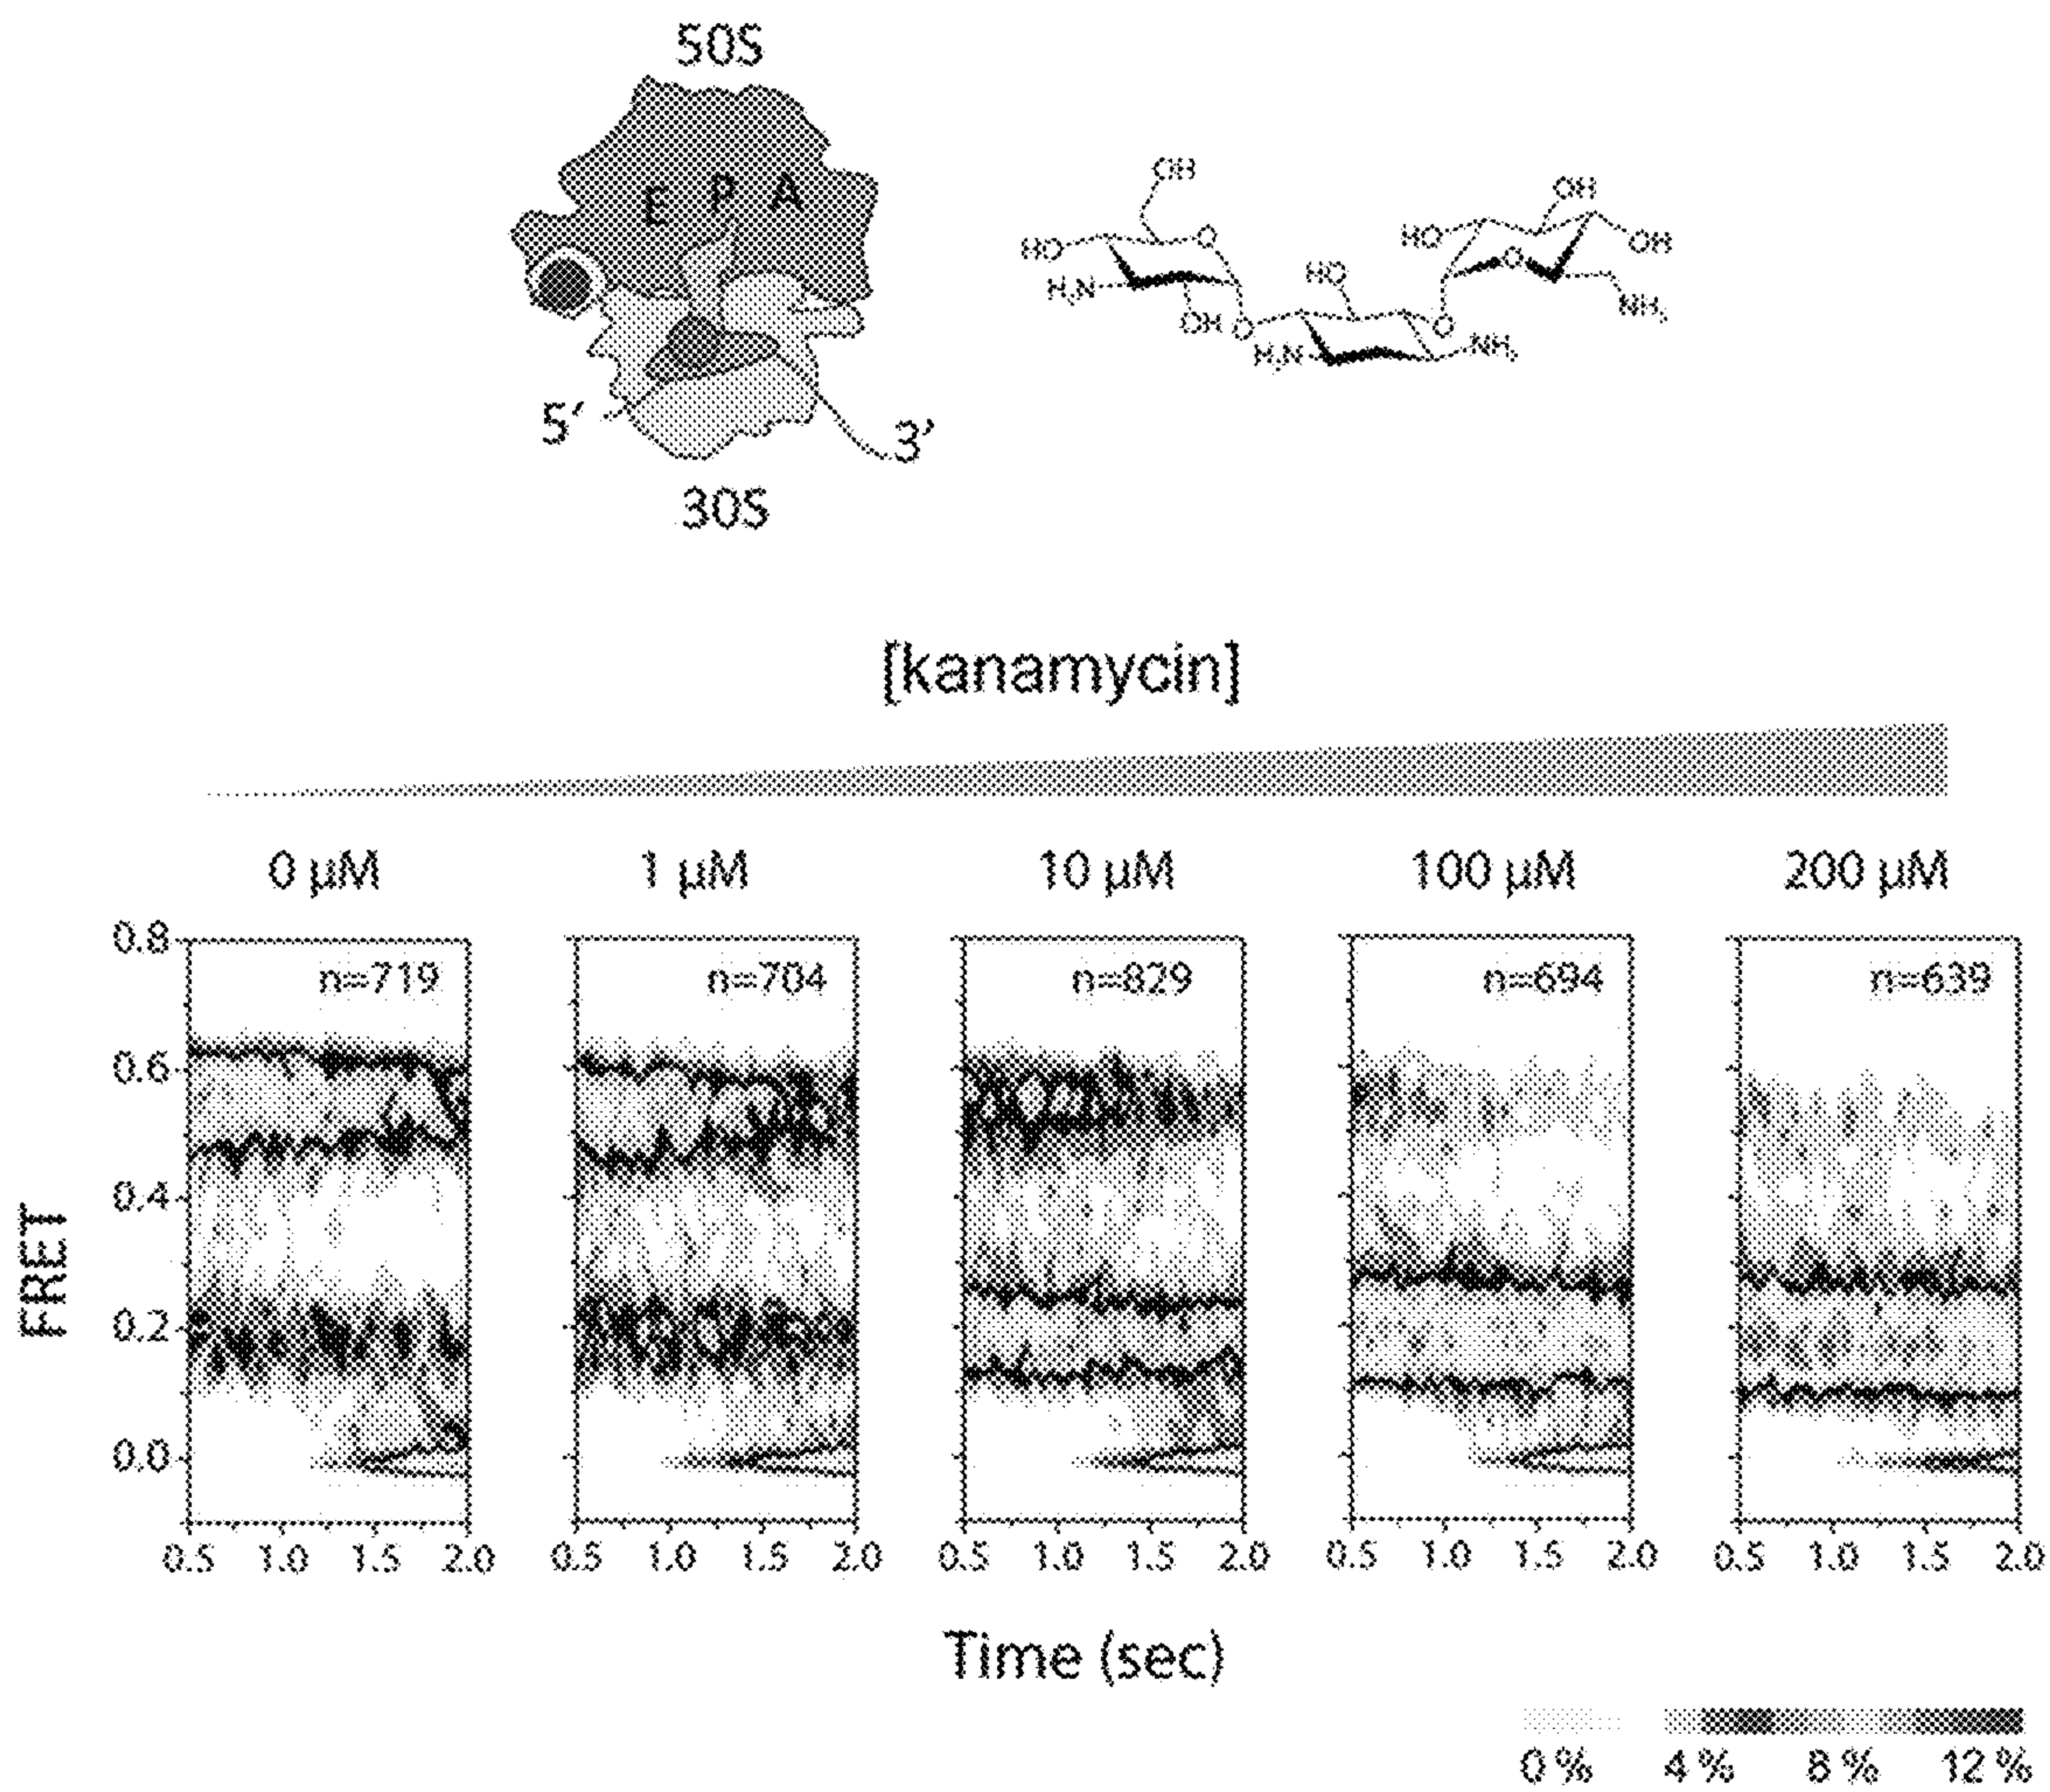 50S
E P A
5′ 3′
30S
OH
HO O
H₂N
OH O
HO
H₂N NH₂
O
OH
HO OH
O
NH₂
[kanamycin]
0 µM 1 µM 10 µM 100 µM 200 µM
n=719 n=704 n=829 n=694 n=639
FRET
0.8
0.6
0.4
0.2
0.0
0.5 1.0 1.5 2.0 0.5 1.0 1.5 2.0 0.5 1.0 1.5 2.0 0.5 1.0 1.5 2.0 0.5 1.0 1.5 2.0
Time (sec)
0 % 4 % 8 % 12 %